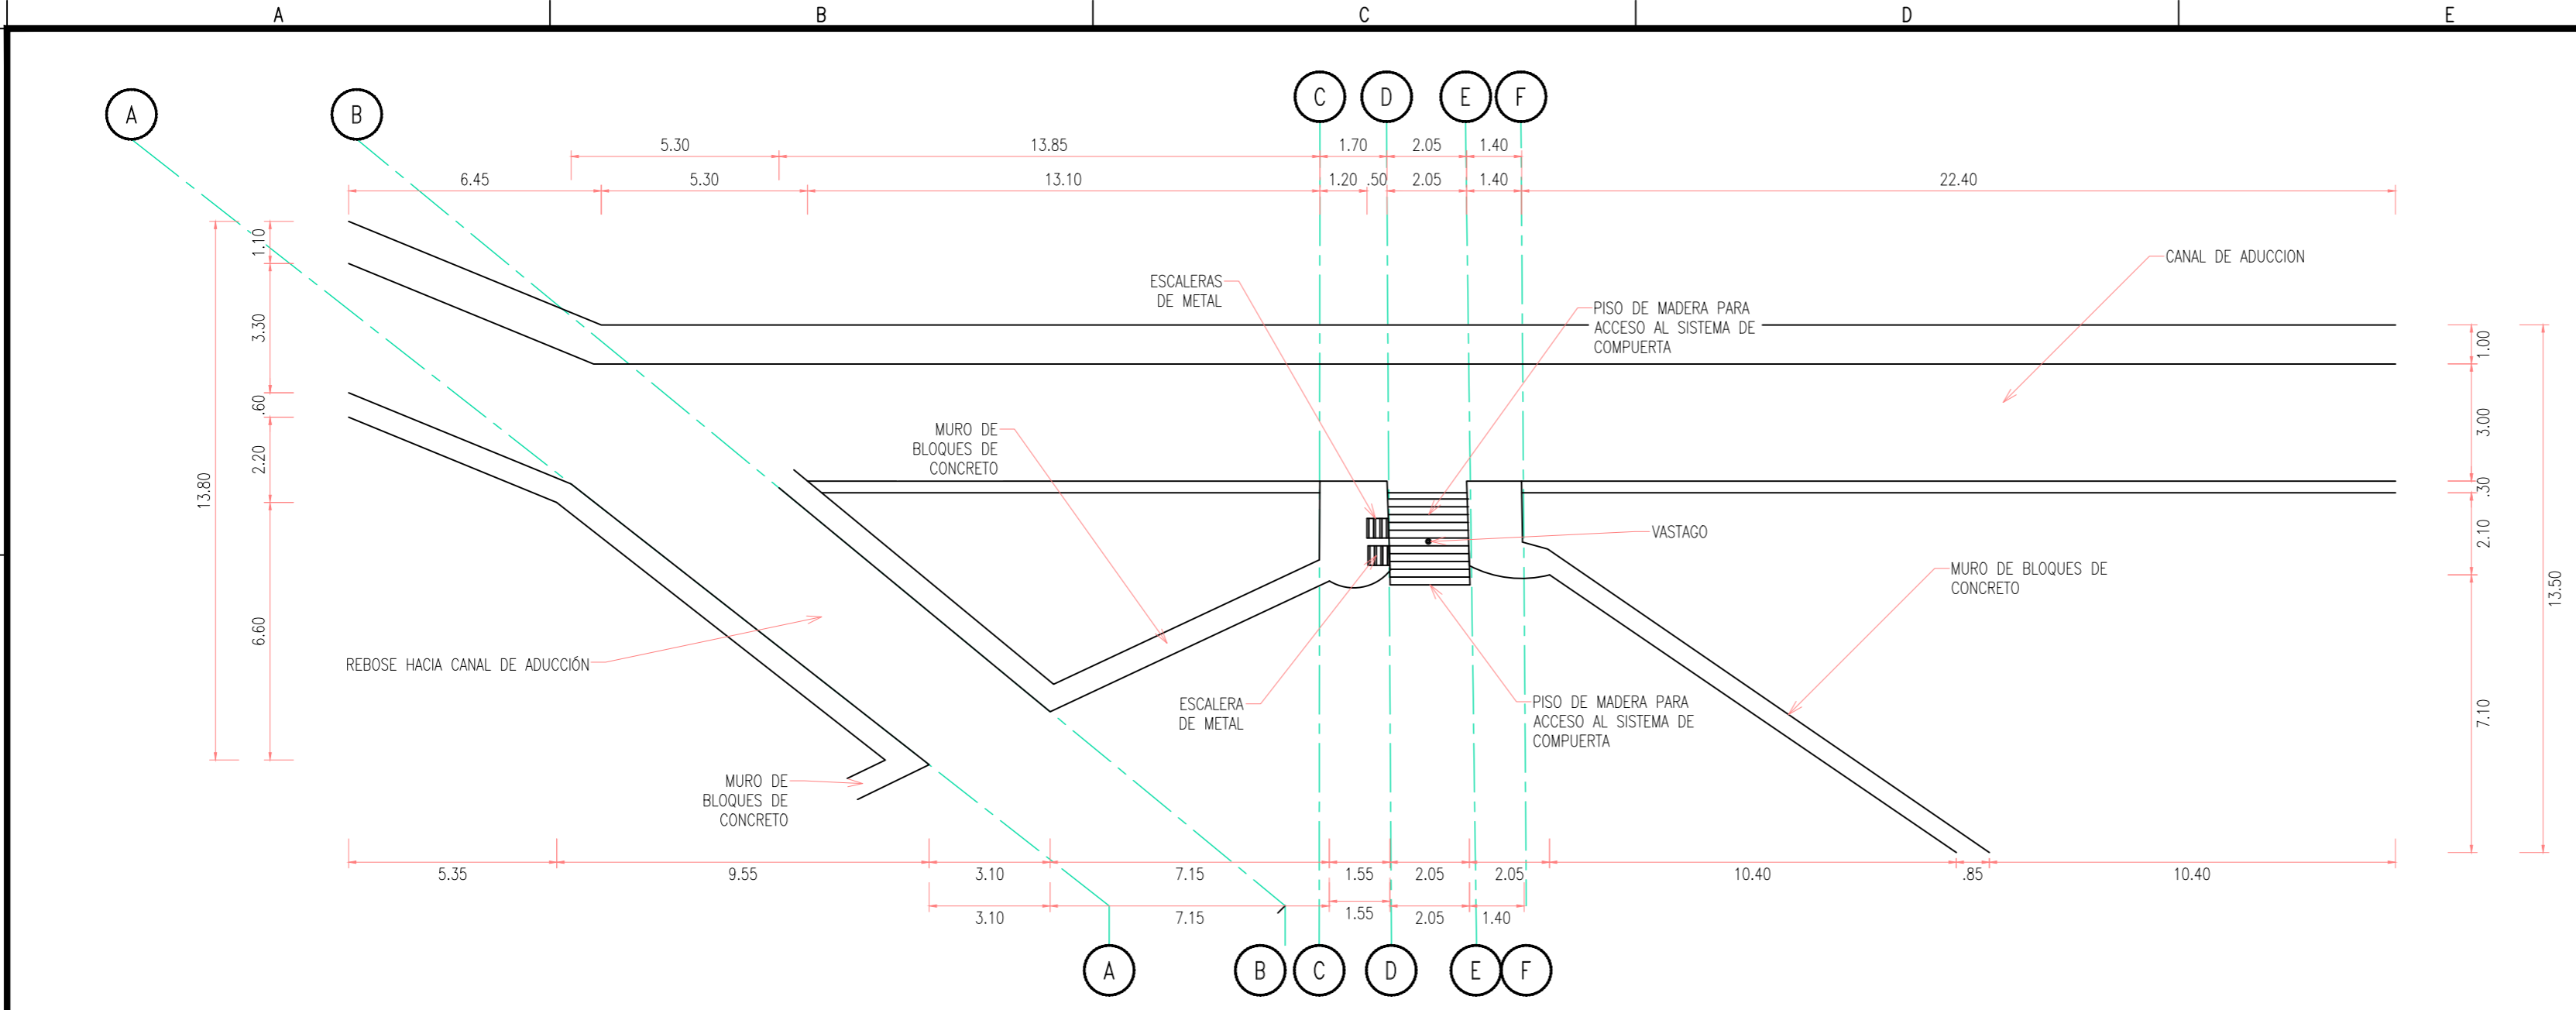 A B C D E
A B C D E F
5.30 13.85 1.70 2.05 1.40
6.45 5.30 13.10 1.20 .50 2.05 1.40 22.40
1.10
3.30
.60
2.20
6.60
13.80
ESCALERAS
DE METAL
PISO DE MADERA PARA
ACCESO AL SISTEMA DE
COMPUERTA
CANAL DE ADUCCION
MURO DE
BLOQUES DE
CONCRETO
VASTAGO
MURO DE BLOQUES DE
CONCRETO
REBOSE HACIA CANAL DE ADUCCIÓN
ESCALERA
DE METAL
PISO DE MADERA PARA
ACCESO AL SISTEMA DE
COMPUERTA
MURO DE
BLOQUES DE
CONCRETO
1.00
3.00
.30
2.10
7.10
13.50
5.35 9.55 3.10 7.15 1.55 2.05 2.05 10.40 .85 10.40
3.10 7.15 1.55 2.05 1.40
A B C D E F